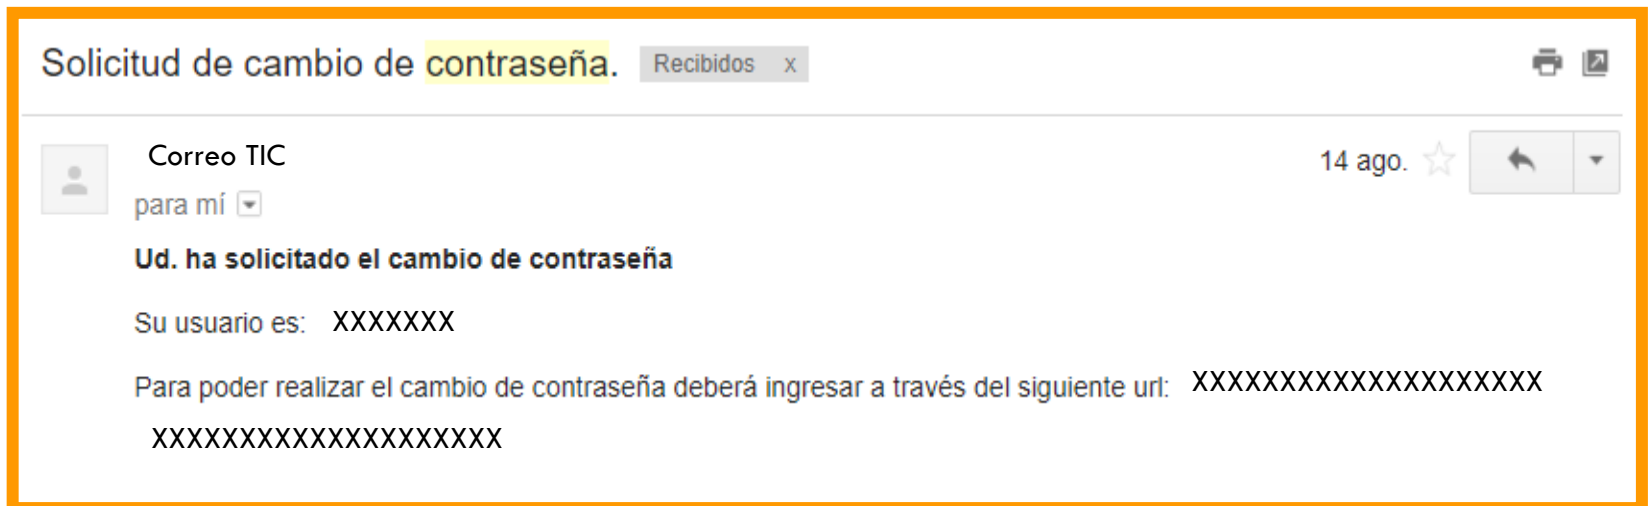 Solicitud de cambio de contraseña. Recibidos x
Correo TIC
14 ago.
para mí
Ud. ha solicitado el cambio de contraseña
Su usuario es: XXXXXXX
Para poder realizar el cambio de contraseña deberá ingresar a través del siguiente url: XXXXXXXXXXXXXXXXXXXX
XXXXXXXXXXXXXXXXXXXX